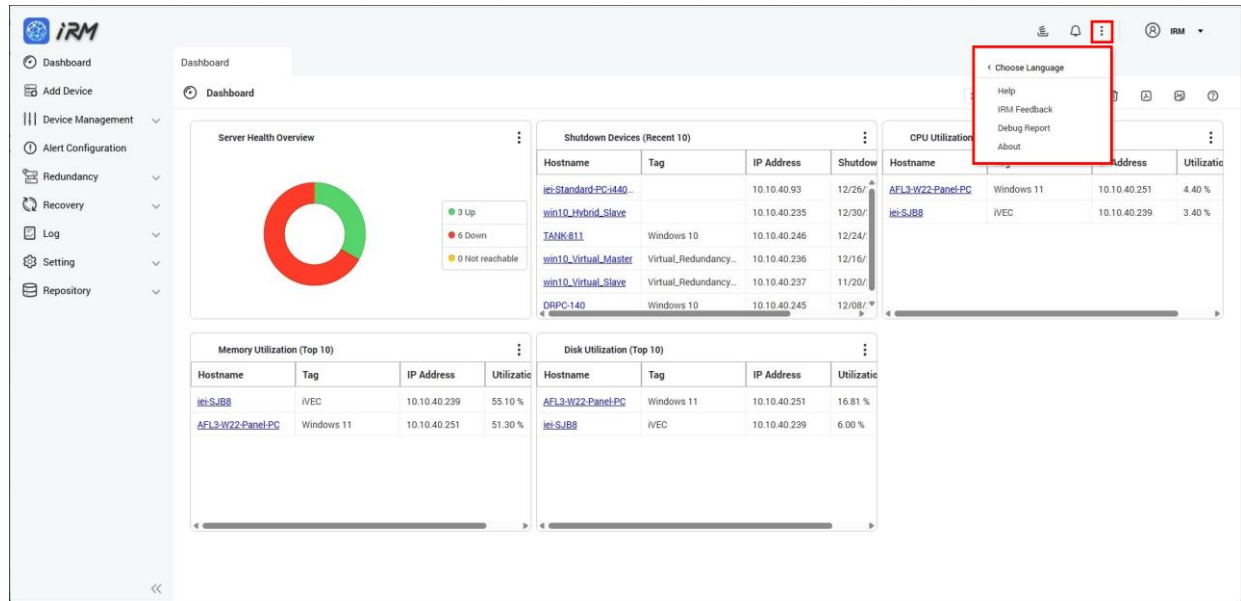 iRM
IRM
Dashboard
Add Device
Device Management
Alert Configuration
Redundancy
Recovery
Log
Setting
Repository
Dashboard
Dashboard
Choose Language
Help
IRM Feedback
Debug Report
About
Server Health Overview
3 Up
6 Down
0 Not reachable
Shutdown Devices (Recent 10)
Hostname Tag IP Address Shutdow
iei-Standard-PC-i440... 10.10.40.93 12/26/
win10_Hybrid_Slave 10.10.40.235 12/30/
TANK-811 Windows 10 10.10.40.246 12/24/
win10_Virtual_Master Virtual_Redundancy... 10.10.40.236 12/16/
win10_Virtual_Slave Virtual_Redundancy... 10.10.40.237 11/20/
DRPC-140 Windows 10 10.10.40.245 12/08/
CPU Utilization
Hostname Address Utilizatio
AFL3-W22-Panel-PC Windows 11 10.10.40.251 4.40 %
iei-SJB8 iVEC 10.10.40.239 3.40 %
Memory Utilization (Top 10)
Hostname Tag IP Address Utilizatio
iei-SJB8 iVEC 10.10.40.239 55.10 %
AFL3-W22-Panel-PC Windows 11 10.10.40.251 51.30 %
Disk Utilization (Top 10)
Hostname Tag IP Address Utilizatio
AFL3-W22-Panel-PC Windows 11 10.10.40.251 16.81 %
iei-SJB8 iVEC 10.10.40.239 6.00 %